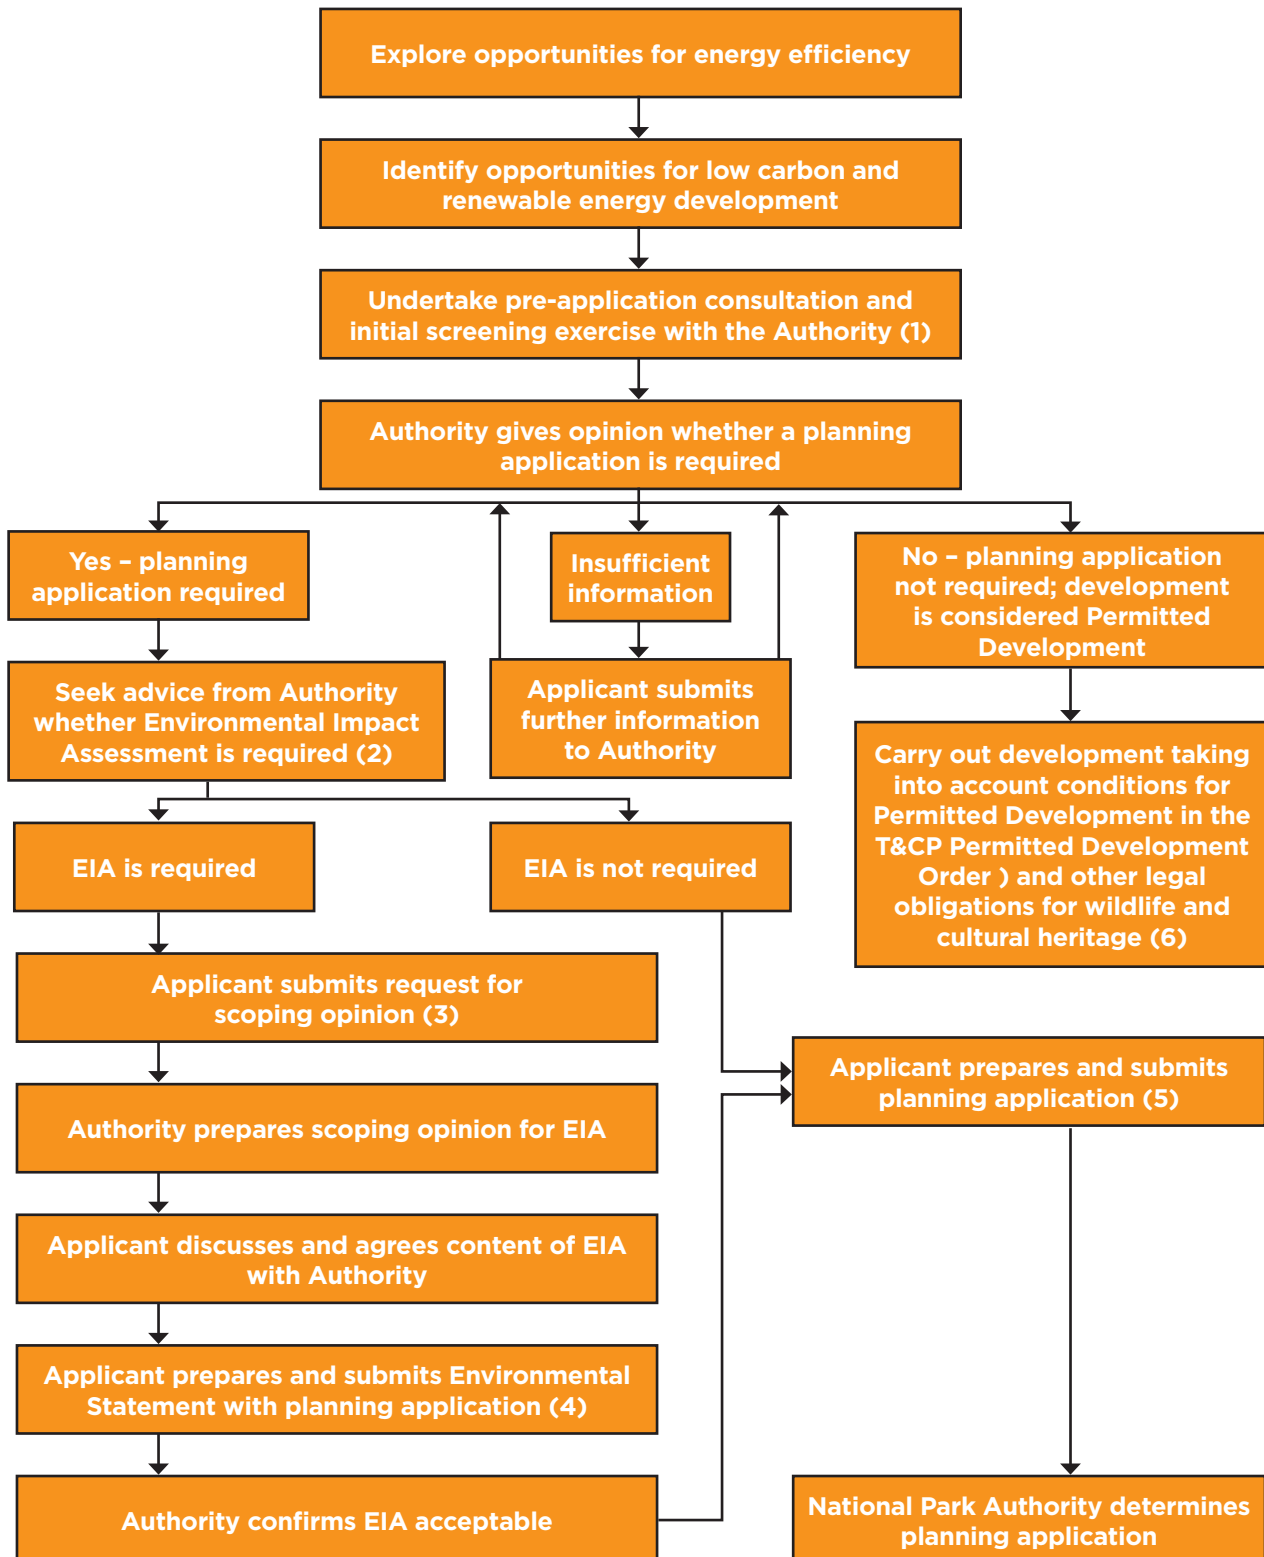 Explore opportunities for energy efficiency
Identify opportunities for low carbon and
renewable energy development
Undertake pre-application consultation and
initial screening exercise with the Authority (1)
Authority gives opinion whether a planning
application is required
Yes – planning
application required
Insufficient
information
No – planning application
not required; development
is considered Permitted
Development
Seek advice from Authority
whether Environmental Impact
Assessment is required (2)
Applicant submits
further information
to Authority
Carry out development taking
into account conditions for
Permitted Development in the
T&CP Permitted Development
Order ) and other legal
obligations for wildlife and
cultural heritage (6)
EIA is required
EIA is not required
Applicant submits request for
scoping opinion (3)
Applicant prepares and submits
planning application (5)
Authority prepares scoping opinion for EIA
Applicant discusses and agrees content of EIA
with Authority
Applicant prepares and submits Environmental
Statement with planning application (4)
Authority confirms EIA acceptable
National Park Authority determines
planning application